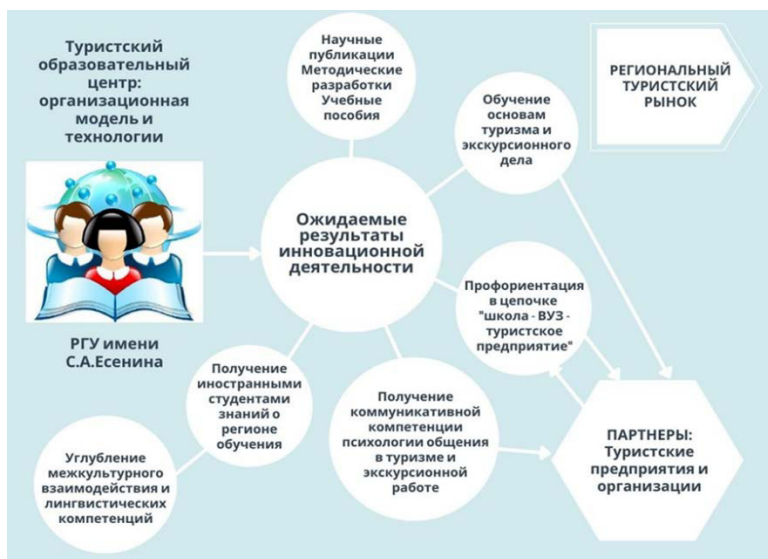 Туристский
образовательный
центр:
организационная
модель и
технологии
РГУ имени
С.А.Есенина
Научные
публикации
Методические
разработки
Учебные
пособия
Обучение
основам
туризма и
экскурсионного
дела
РЕГИОНАЛЬНЫЙ
ТУРИСТСКИЙ
РЫНОК
Ожидаемые
результаты
инновационной
деятельности
Профориентация
в цепочке
"школа - ВУЗ -
туристское
предприятие"
Получение
иностранными
студентами
знаний о
регионе
обучения
Получение
коммуникативной
компетенции
психологии общения
в туризме и
экскурсионной
работе
ПАРТНЕРЫ:
Туристские
предприятия и
организации
Углубление
межкультурного
взаимодействия и
лингвистических
компетенций